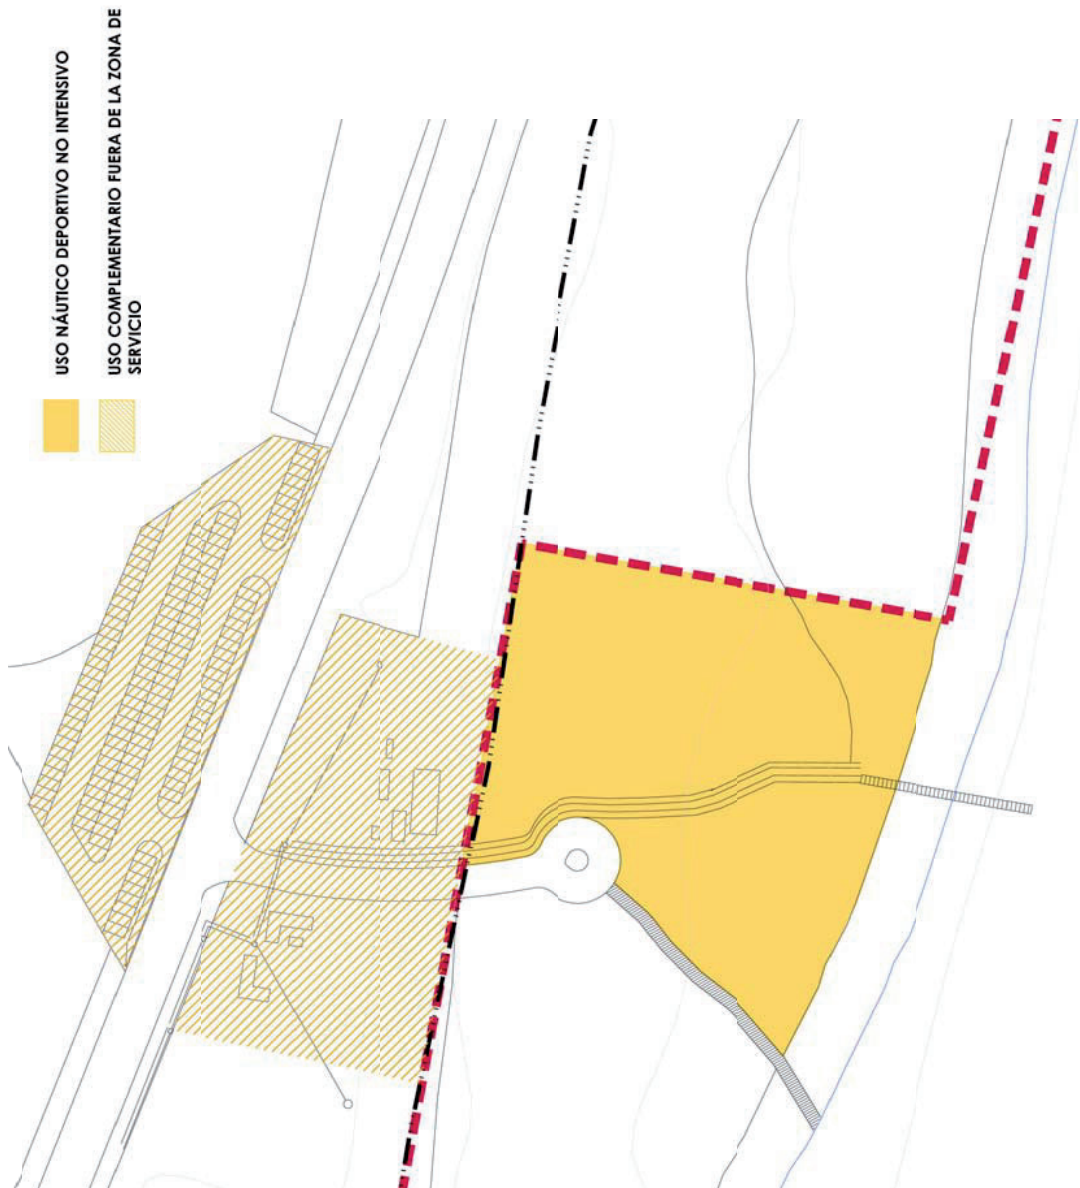 USO NÁUTICO DEPORTIVO NO INTENSIVO
USO COMPLEMENTARIO FUERA DE LA ZONA DE
SERVICIO